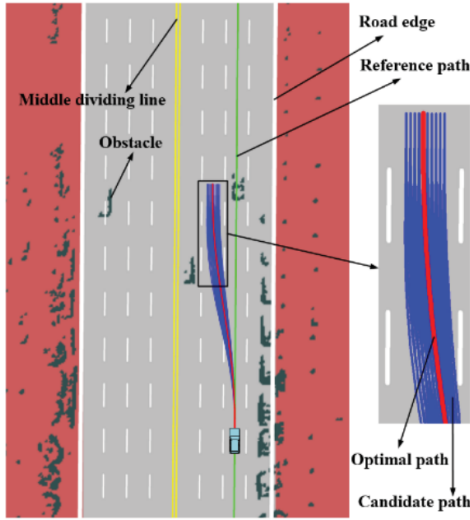 Road edge
Reference path
Middle dividing line
Obstacle
Optimal path
Candidate path